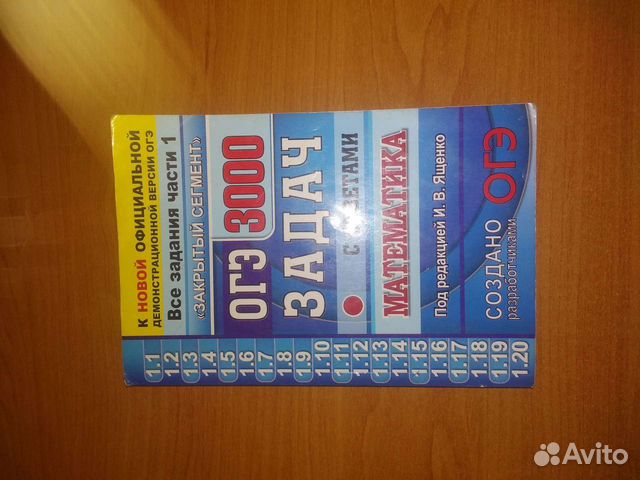 К НОВОЙ ОФИЦИАЛЬНОЙ
ДЕМОНСТРАЦИОННОЙ ВЕРСИИ ОГЭ
Все задания части 1
«ЗАКРЫТЫЙ СЕГМЕНТ»
ОГЭ 3000
ЗАДАЧ
С ОТВЕТАМИ
МАТЕМАТИКА
Под редакцией И. В. Ященко
СОЗДАНО
разработчиками ОГЭ
1.1
1.2
1.3
1.4
1.5
1.6
1.7
1.8
1.9
1.10
1.11
1.12
1.13
1.14
1.15
1.16
1.17
1.18
1.19
1.20
Avito